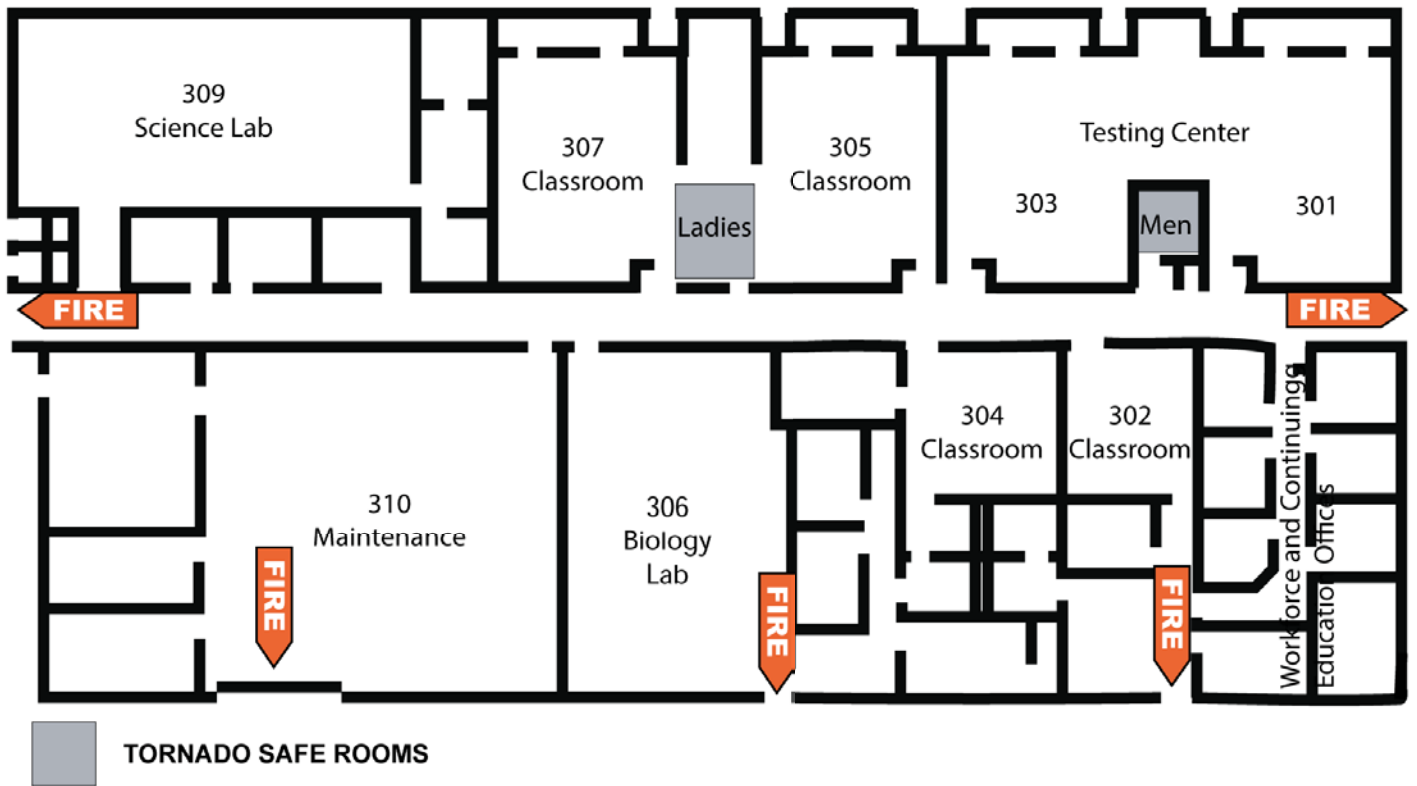 309
Science Lab
307
Classroom
305
Classroom
Testing Center
303
301
Ladies
Men
FIRE
FIRE
304
Classroom
302
Classroom
310
Maintenance
306
Biology
Lab
Workforce and Continuingg
Education Offices
FIRE
FIRE
FIRE
TORNADO SAFE ROOMS